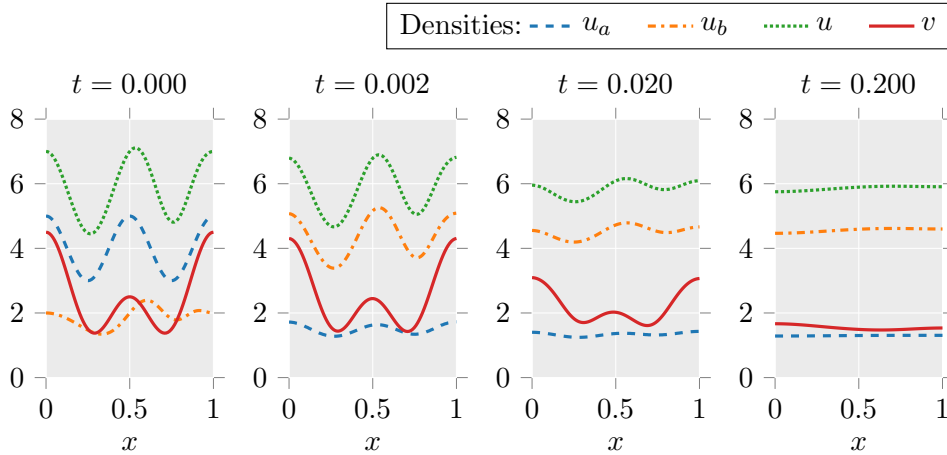 Densities: u_a u_b u v
t = 0.000 t = 0.002 t = 0.020 t = 0.200
8 8 8 8
6 6 6 6
4 4 4 4
2 2 2 2
0 0 0 0
0 0.5 1 0 0.5 1 0 0.5 1 0 0.5 1
x x x x